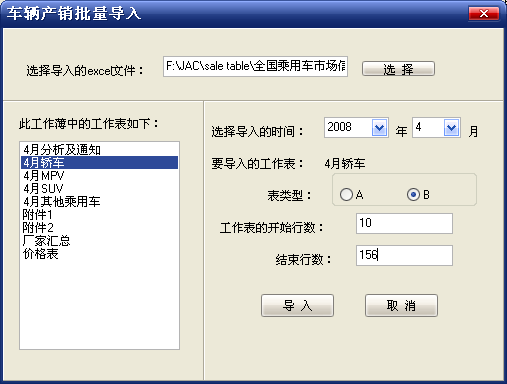 车辆产销批量导入
选择导入的excel文件： F:\JAC\sale table\全国乘用车市场信 选 择
此工作薄中的工作表如下：
4月分析及通知
4月轿车
4月MPV
4月SUV
4月其他乘用车
附件1
附件2
厂家汇总
价格表
选择导入的时间： 2008 年 4 月
要导入的工作表： 4月轿车
表类型： A B
工作表的开始行数： 10
结束行数： 156
导 入 取 消